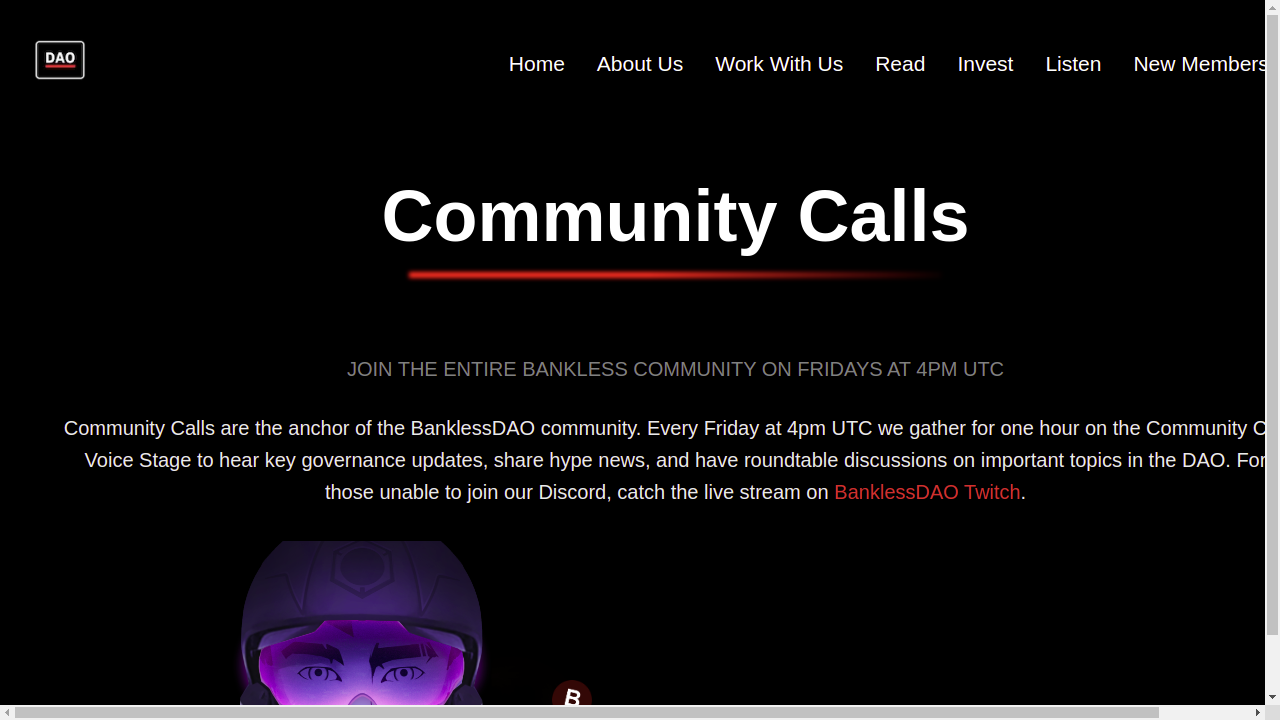 DAO
Home About Us Work With Us Read Invest Listen New Members
Community Calls
JOIN THE ENTIRE BANKLESS COMMUNITY ON FRIDAYS AT 4PM UTC
Community Calls are the anchor of the BanklessDAO community. Every Friday at 4pm UTC we gather for one hour on the Community C
Voice Stage to hear key governance updates, share hype news, and have roundtable discussions on important topics in the DAO. For
those unable to join our Discord, catch the live stream on BanklessDAO Twitch.
B